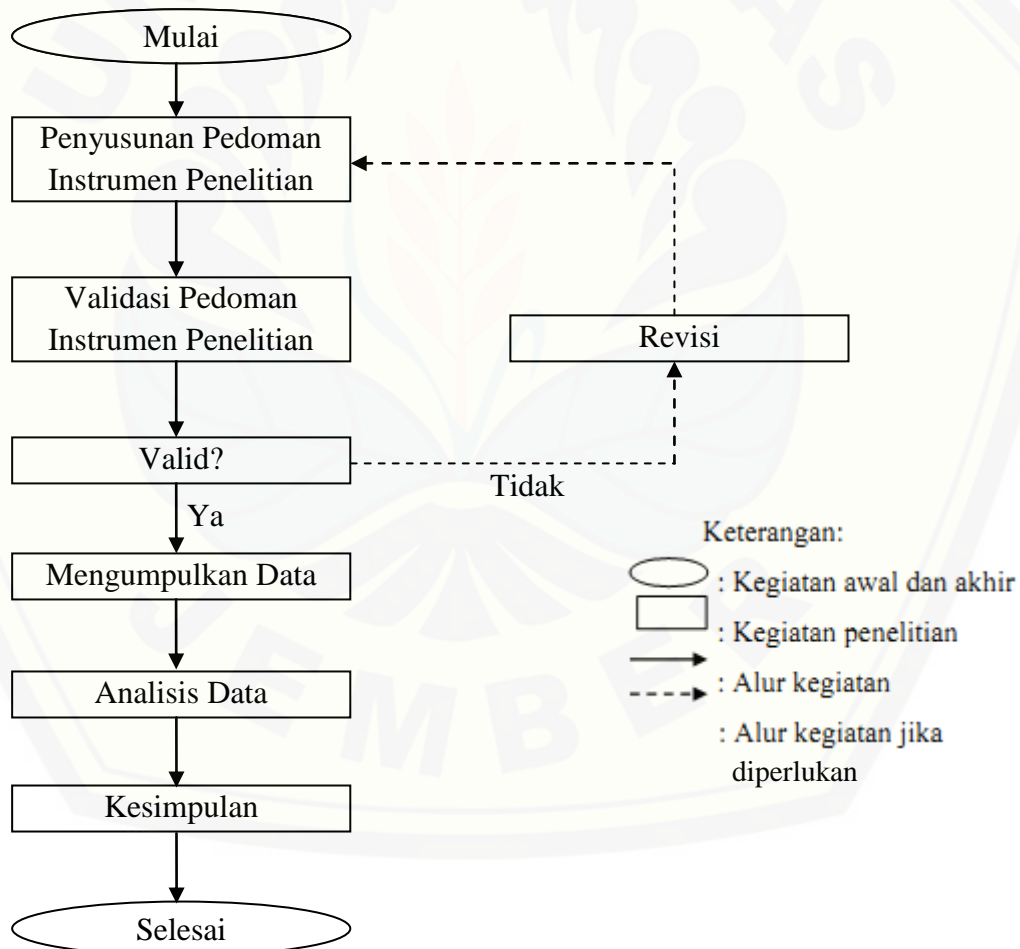 Mulai
Penyusunan Pedoman
Instrumen Penelitian
Validasi Pedoman
Instrumen Penelitian
Revisi
Valid?
Tidak
Ya
Mengumpulkan Data
Analisis Data
Kesimpulan
Selesai
Keterangan:
: Kegiatan awal dan akhir
: Kegiatan penelitian
: Alur kegiatan
: Alur kegiatan jika
diperlukan
JEMBER